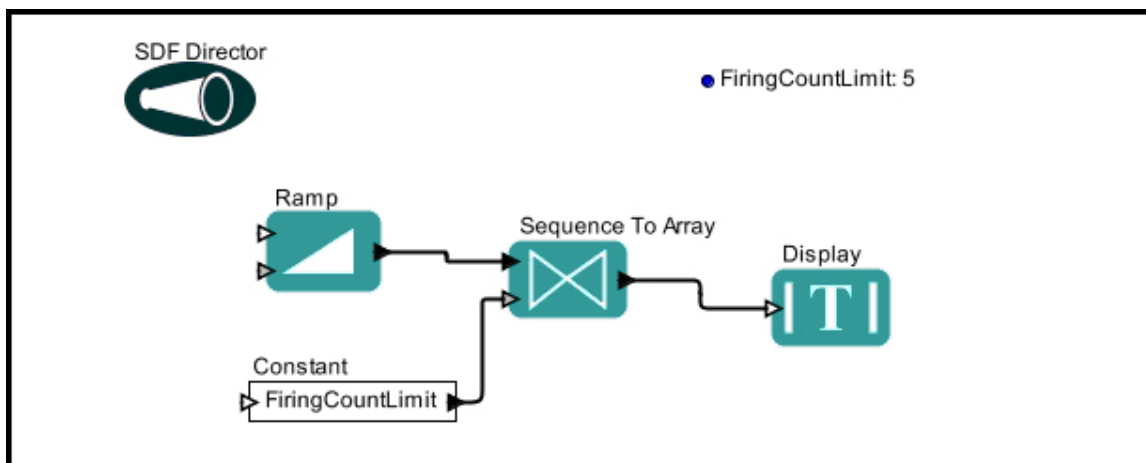 SDF Director
FiringCountLimit: 5
Ramp
Sequence To Array
Display
T
Constant
FiringCountLimit